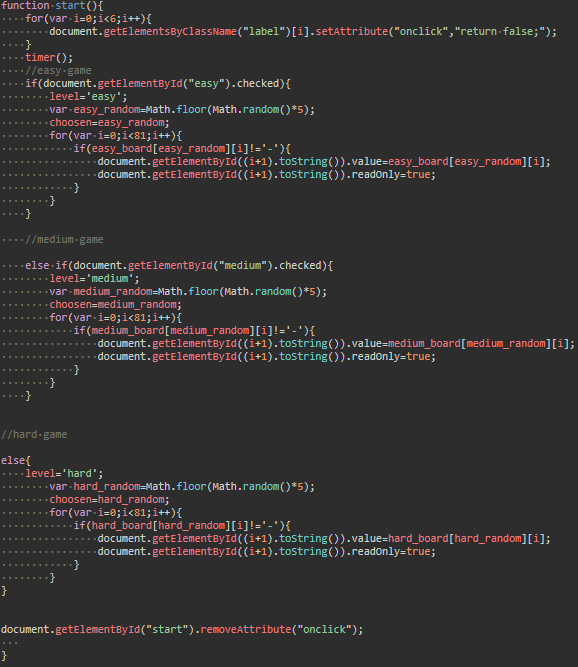 function start(){
    for(var i=0;i<6;i++){
        document.getElementsByClassName("label")[i].setAttribute("onclick","return false;");
    }
    timer();
    //easy game
    if(document.getElementById("easy").checked){
        level='easy';
        var easy_random=Math.floor(Math.random()*5);
        choosen=easy_random;
        for(var i=0;i<81;i++){
            if(easy_board[easy_random][i]!='-'){
                document.getElementById((i+1).toString()).value=easy_board[easy_random][i];
                document.getElementById((i+1).toString()).readOnly=true;
            }
        }
    }
    //medium game
    else if(document.getElementById("medium").checked){
        level='medium';
        var medium_random=Math.floor(Math.random()*5);
        choosen=medium_random;
        for(var i=0;i<81;i++){
            if(medium_board[medium_random][i]!='-'){
                document.getElementById((i+1).toString()).value=medium_board[medium_random][i];
                document.getElementById((i+1).toString()).readOnly=true;
            }
        }
    }
//hard game
else{
    level='hard';
        var hard_random=Math.floor(Math.random()*5);
        choosen=hard_random;
        for(var i=0;i<81;i++){
            if(hard_board[hard_random][i]!='-'){
                document.getElementById((i+1).toString()).value=hard_board[hard_random][i];
                document.getElementById((i+1).toString()).readOnly=true;
            }
        }
}
document.getElementById("start").removeAttribute("onclick");
}